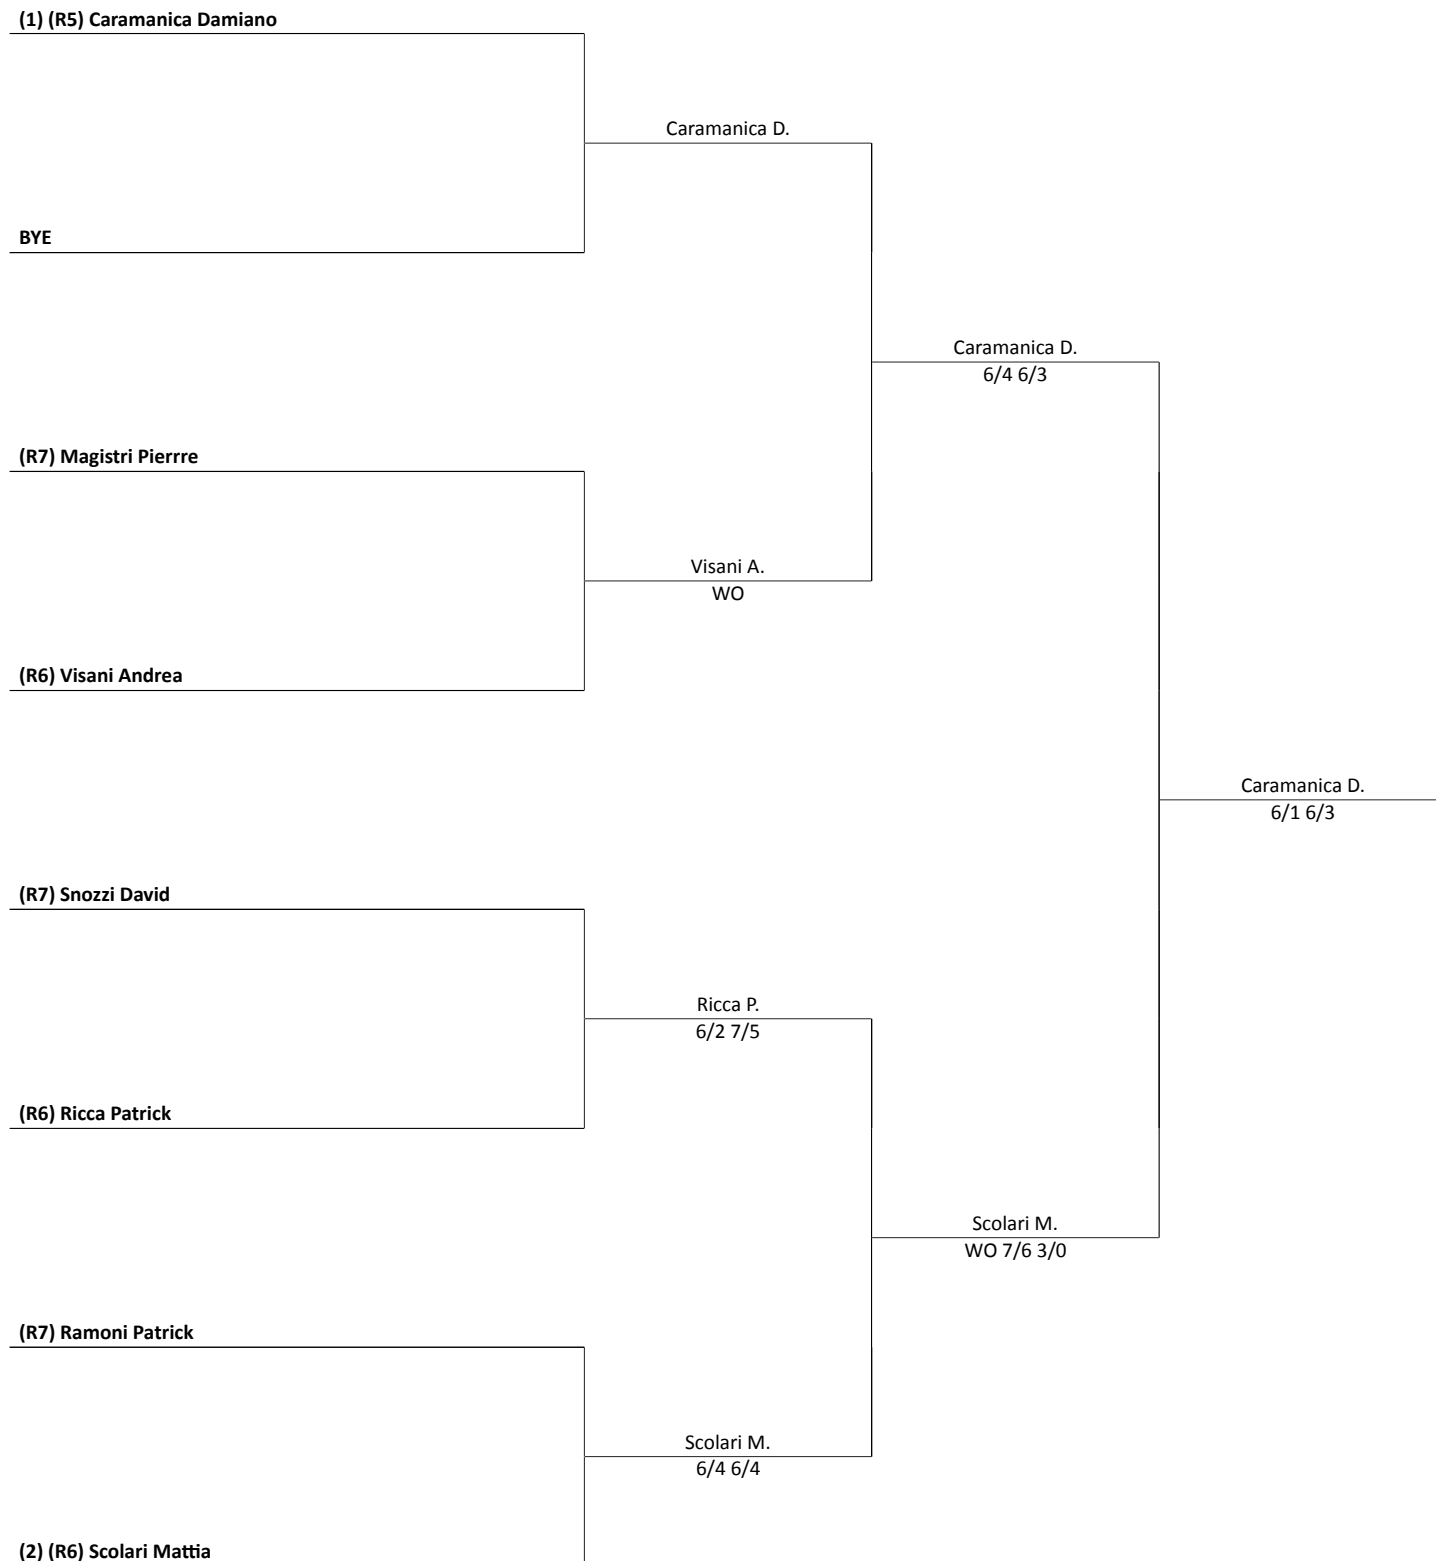 (1) (R5) Caramanica Damiano
Caramanica D.
BYE
Caramanica D.
6/4 6/3
(R7) Magistri Pierrre
Visani A.
WO
(R6) Visani Andrea
Caramanica D.
6/1 6/3
(R7) Snozzi David
Ricca P.
6/2 7/5
(R6) Ricca Patrick
Scolari M.
WO 7/6 3/0
(R7) Ramoni Patrick
Scolari M.
6/4 6/4
(2) (R6) Scolari Mattia